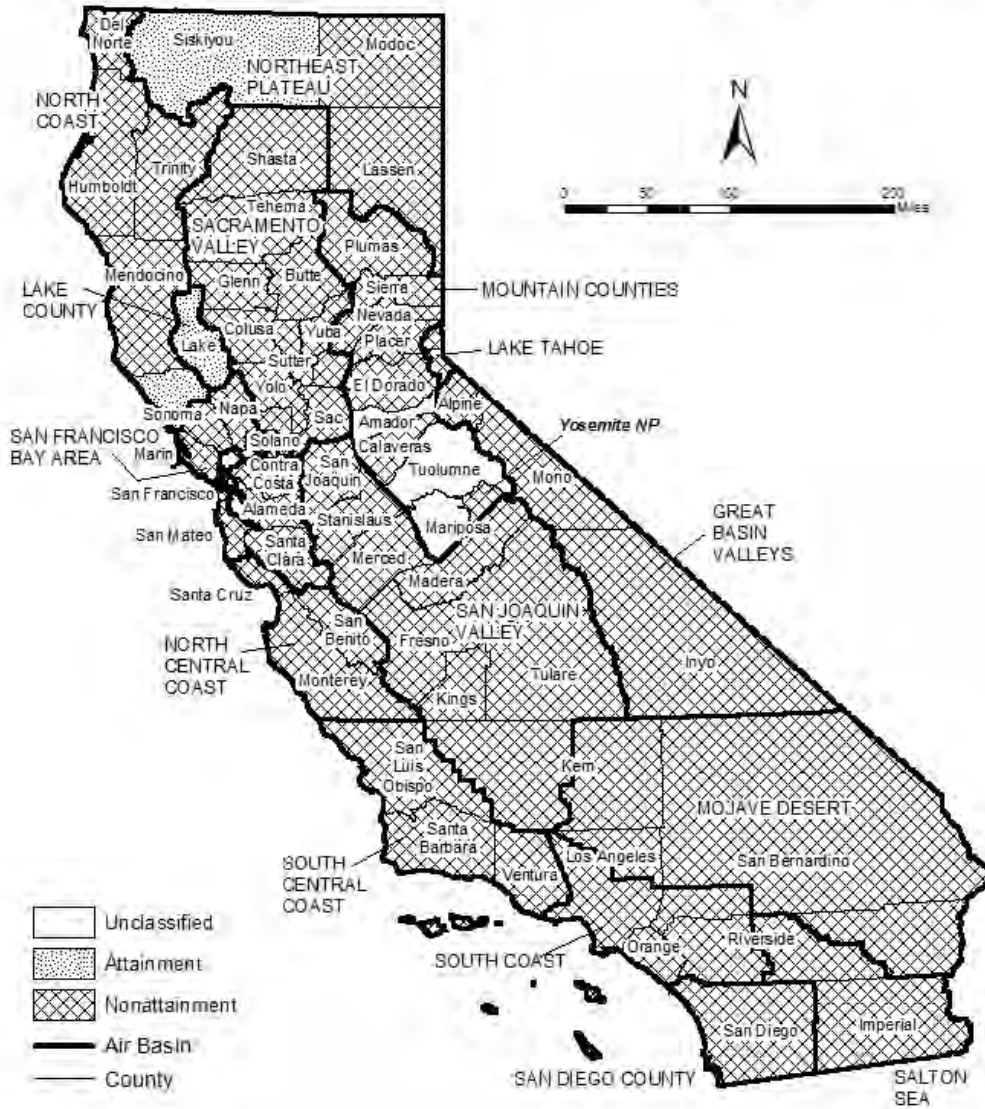 Del
Norte
Siskiyou
Modoc
NORTHEAST
PLATEAU
N
NORTH
COAST
Trinity
Shasta
Lassen
Humboldt
0 50 200
Miles
Tehema
SACRAMENTO
VALLEY
Plumas
Mendocino
Glenn
Butte
Sierra
MOUNTAIN COUNTIES
LAKE
COUNTY
Nevada
Colusa
Yuba
Placer
Lake
Sutter
LAKE TAHOE
Yolo
El Dorado
Napa
Sac
Alpine
Sonoma
Amador
Yosemite NP
SAN FRANCISCO
BAY AREA
Solano
Marin
Calaveras
Contra
Costa
San
Joaquin
Tuolumne
Mono
San Francisco
Alameda
Stanislaus
Mariposa
GREAT
BASIN
VALLEYS
San Mateo
Santa
Clara
Merced
Madera
Santa Cruz
San
Benito
SAN JOAQUIN
VALLEY
Fresno
NORTH
CENTRAL
COAST
Monterey
Tulare
Inyo
Kings
San
Luis
Obispo
Kern
MOJAVE DESERT
Santa
Barbara
Los Angeles
San Bernardino
SOUTH
CENTRAL
COAST
Ventura
Unclassified
Attainment
Nonattainment
Air Basin
County
SOUTH COAST
Orange
Riverside
San Diego
Imperial
SAN DIEGO COUNTY
SALTON
SEA